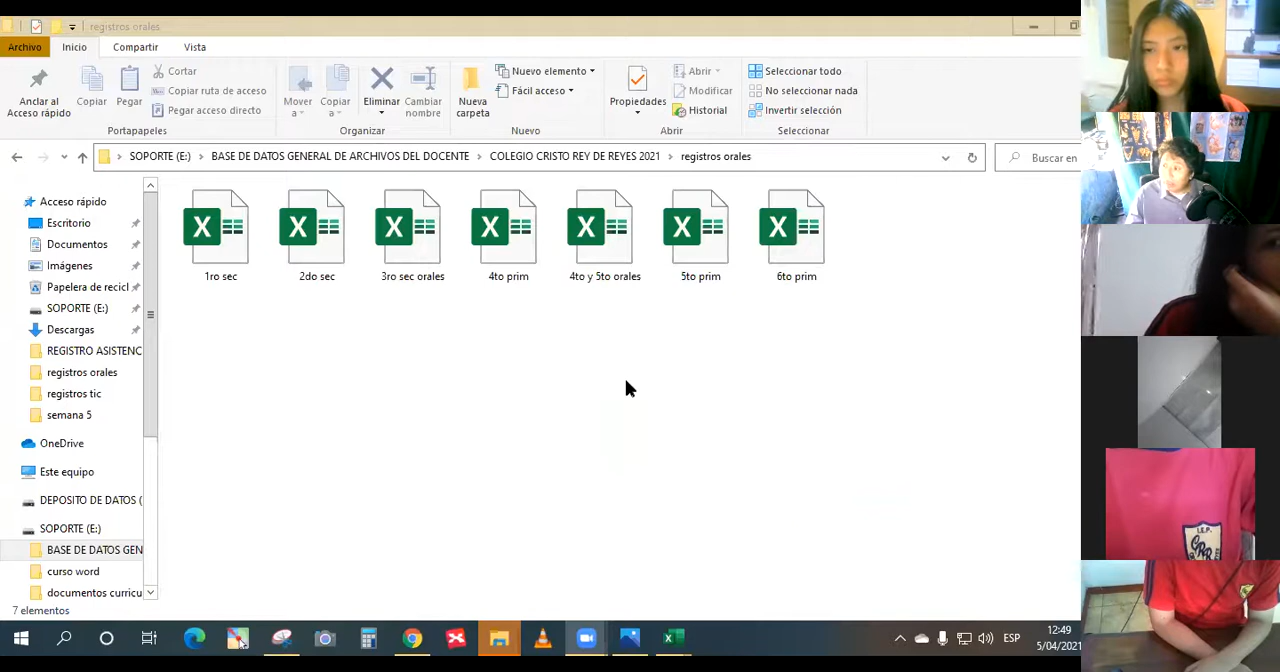 registros orales
Archivo Inicio Compartir Vista
Anclar al Acceso rápido
Copiar
Pegar
Cortar
Copiar ruta de acceso
Pegar acceso directo
Portapapeles
Mover a
Copiar a
Eliminar
Cambiar nombre
Organizar
Nueva carpeta
Nuevo elemento
Fácil acceso
Nuevo
Propiedades
Abrir
Modificar
Historial
Abrir
Seleccionar todo
No seleccionar nada
Invertir selección
Seleccionar
SOPORTE (E:) > BASE DE DATOS GENERAL DE ARCHIVOS DEL DOCENTE > COLEGIO CRISTO REY DE REYES 2021 > registros orales
Buscar en
Acceso rápido
Escritorio
Documentos
Imágenes
Papelera de recicl
SOPORTE (E:)
Descargas
REGISTRO ASISTENC
registros orales
registros tic
semana 5
OneDrive
Este equipo
DEPOSITO DE DATOS (
SOPORTE (E:)
BASE DE DATOS GEN
curso word
documentos curricu
1ro sec
2do sec
3ro sec orales
4to prim
4to y 5to orales
5to prim
6to prim
7 elementos
ESP
12:49
5/04/2021
I.E.P.
CRR